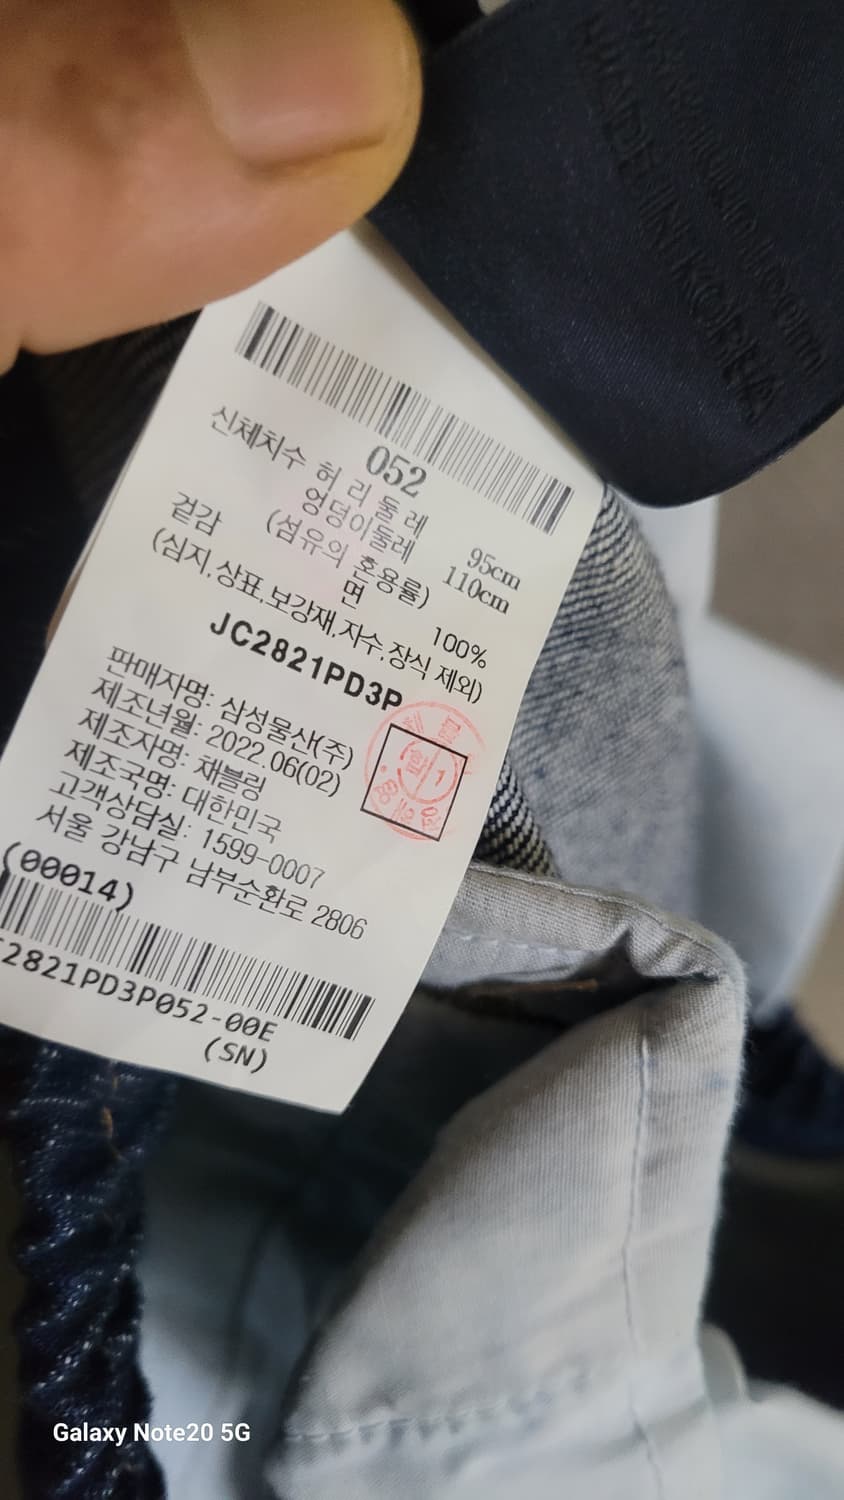 MADE IN KOREA
052
신체치수 허 리 둘 레 95cm
엉덩이둘레 110cm
(섬유의 혼용률)
겉감 면 100%
(심지,상표,보강재,자수,장식 제외)
JC2821PD3P
판매자명: 삼성물산(주)
제조년월: 2022.06(02)
제조자명: 채블링
제조국명: 대한민국
고객상담실: 1599-0007
서울 강남구 남부순환로 2806
(00014)
2821PD3P052-00E
(SN)
Galaxy Note20 5G